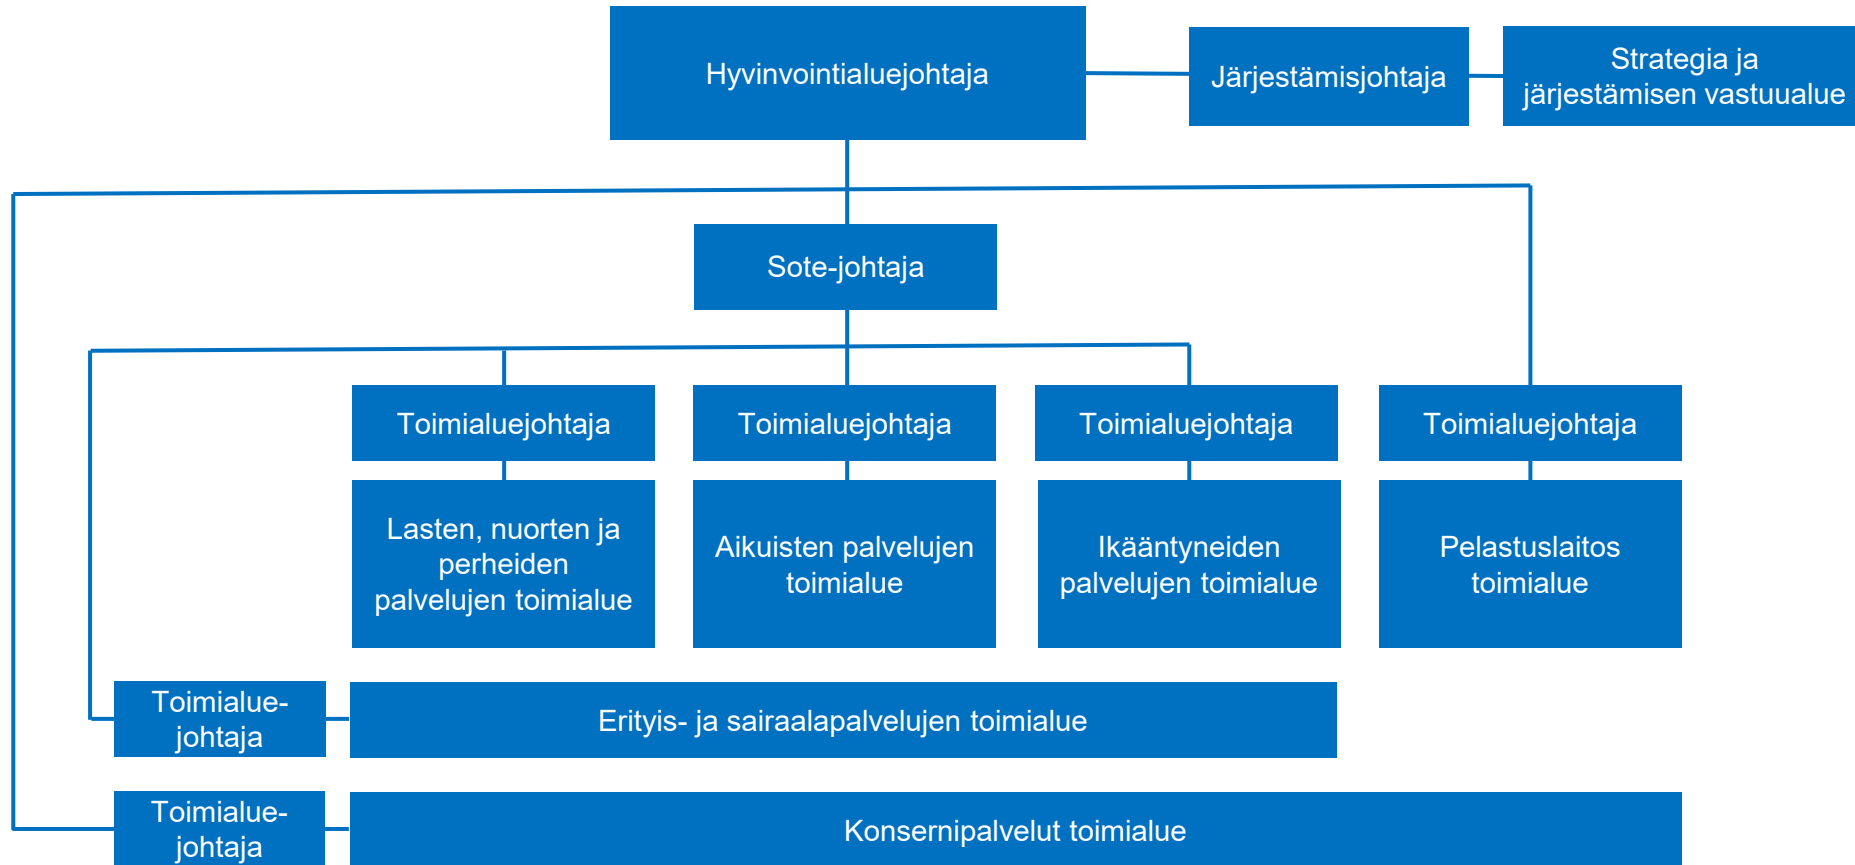 Hyvinvointialuejohtaja
Järjestämisjohtaja
Strategia ja
järjestämisen vastuualue
Sote-johtaja
Toimialuejohtaja
Toimialuejohtaja
Toimialuejohtaja
Toimialuejohtaja
Lasten, nuorten ja
perheiden
palvelujen toimialue
Aikuisten palvelujen
toimialue
Ikääntyneiden
palvelujen toimialue
Pelastuslaitos
toimialue
Toimialue-
johtaja
Erityis- ja sairaalapalvelujen toimialue
Toimialue-
johtaja
Konsernipalvelut toimialue